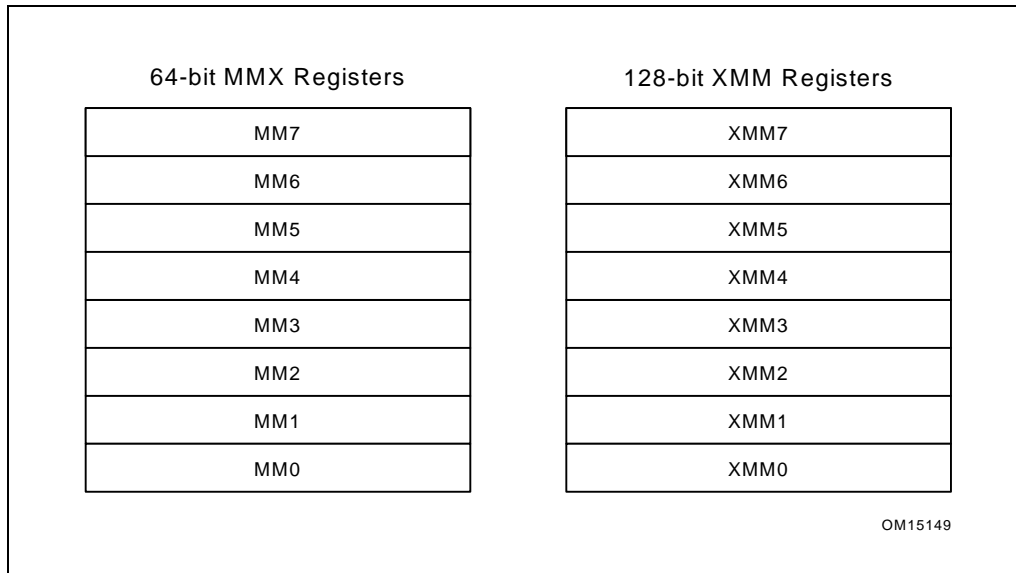 64-bit MMX Registers
MM7
MM6
MM5
MM4
MM3
MM2
MM1
MM0
128-bit XMM Registers
XMM7
XMM6
XMM5
XMM4
XMM3
XMM2
XMM1
XMM0
OM15149